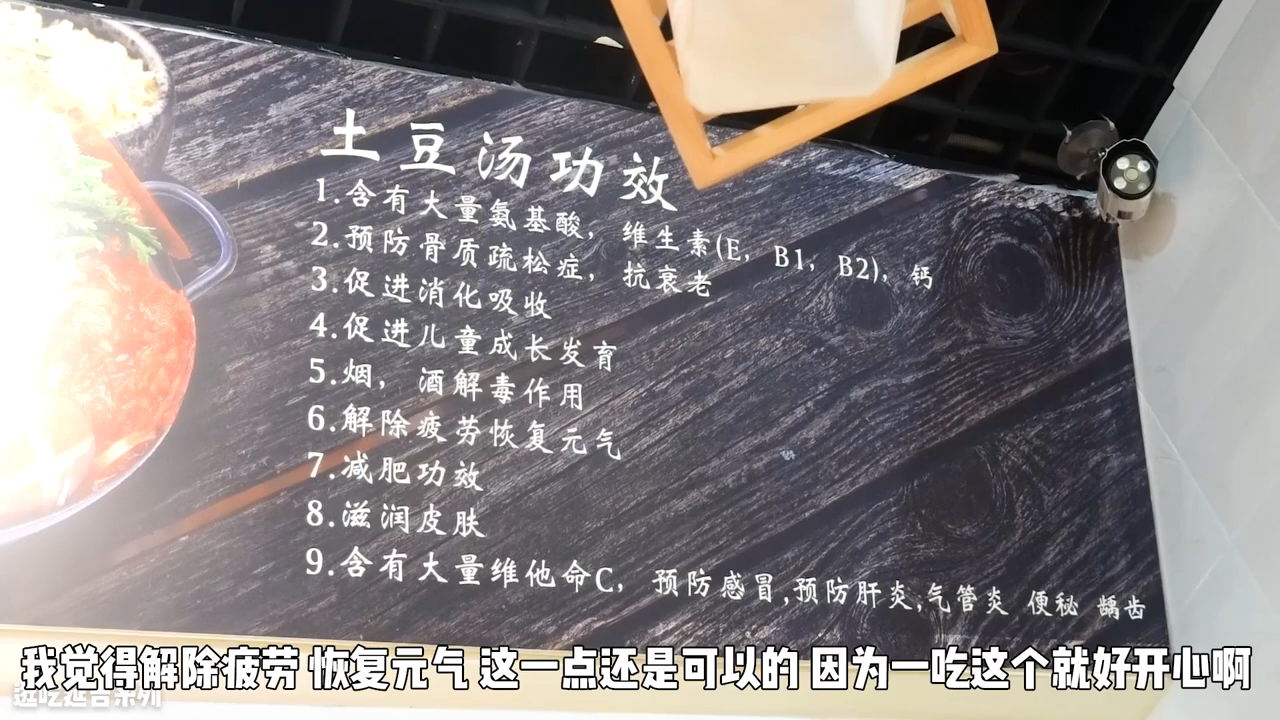 土豆汤功效
1.含有大量氨基酸，维生素(E，B1，B2)，钙
2.预防骨质疏松症，抗衰老
3.促进消化吸收
4.促进儿童成长发育
5.烟，酒解毒作用
6.解除疲劳恢复元气
7.减肥功效
8.滋润皮肤
9.含有大量维他命C，预防感冒,预防肝炎,气管炎 便秘 龋齿
我觉得解除疲劳 恢复元气 这一点还是可以的 因为一吃这个就好开心啊
逛吃延吉系列